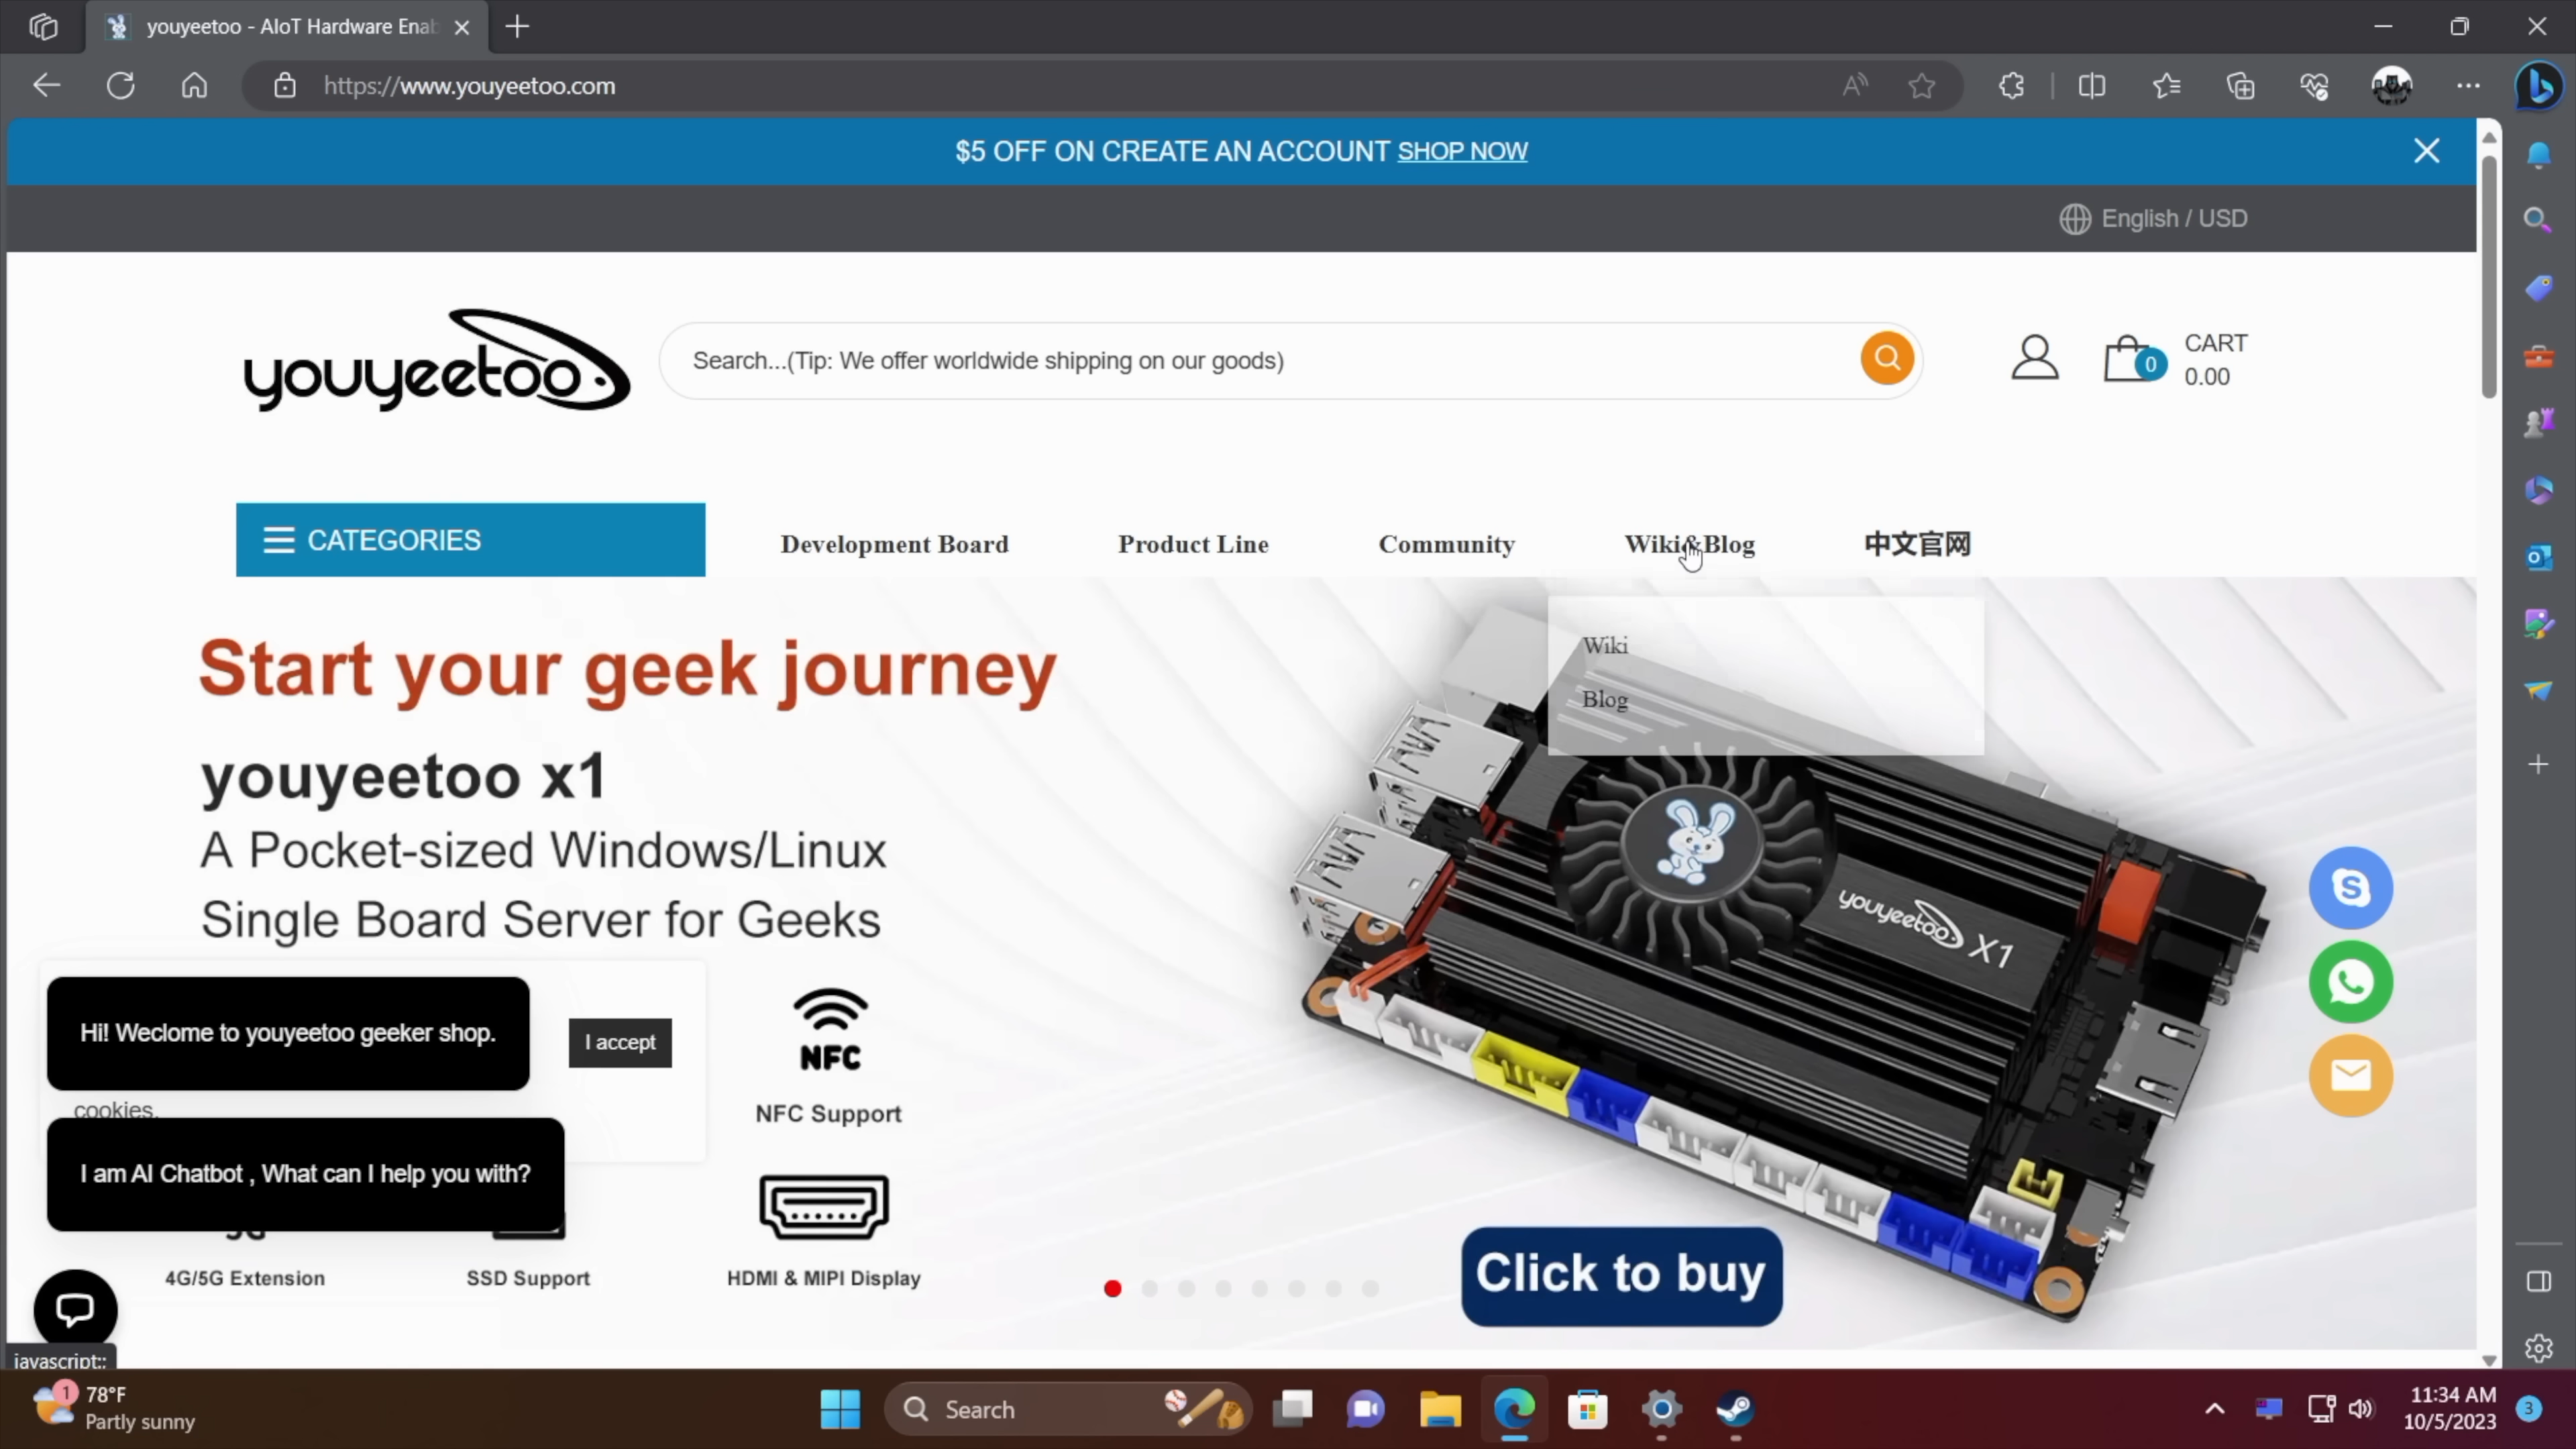 youyeetoo - AIoT Hardware Enab
https://www.youyeetoo.com
$5 OFF ON CREATE AN ACCOUNT SHOP NOW
English / USD
youyeetoo
Search...(Tip: We offer worldwide shipping on our goods)
0
CART
0.00
CATEGORIES
Development Board
Product Line
Community
Wiki&Blog
中文官网
Wiki
Blog
Start your geek journey
youyeetoo x1
A Pocket-sized Windows/Linux
Single Board Server for Geeks
youyeetoo X1
Hi! Weclome to youyeetoo geeker shop.
I accept
cookies.
I am AI Chatbot , What can I help you with?
NFC
NFC Support
4G/5G Extension
SSD Support
HDMI & MIPI Display
Click to buy
javascript:;
1
78°F
Partly sunny
Search
11:34 AM
10/5/2023
3